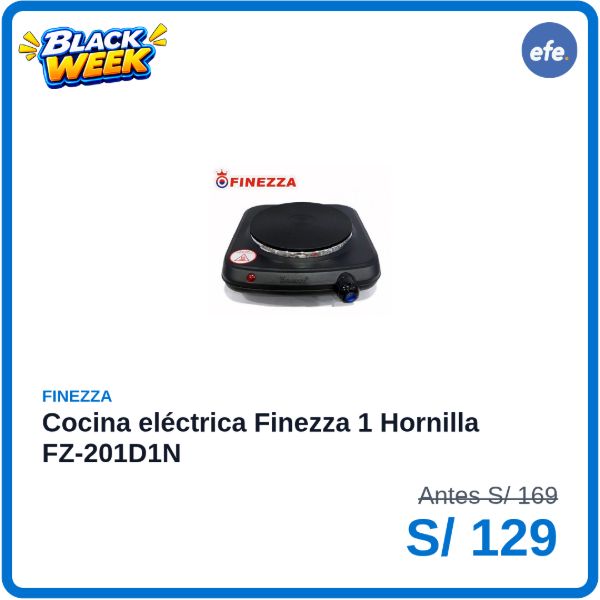 BLACK
WEEK
efe.
FINEZZA
FINEZZA
Cocina eléctrica Finezza 1 Hornilla
FZ-201D1N
Antes S/ 169
S/ 129